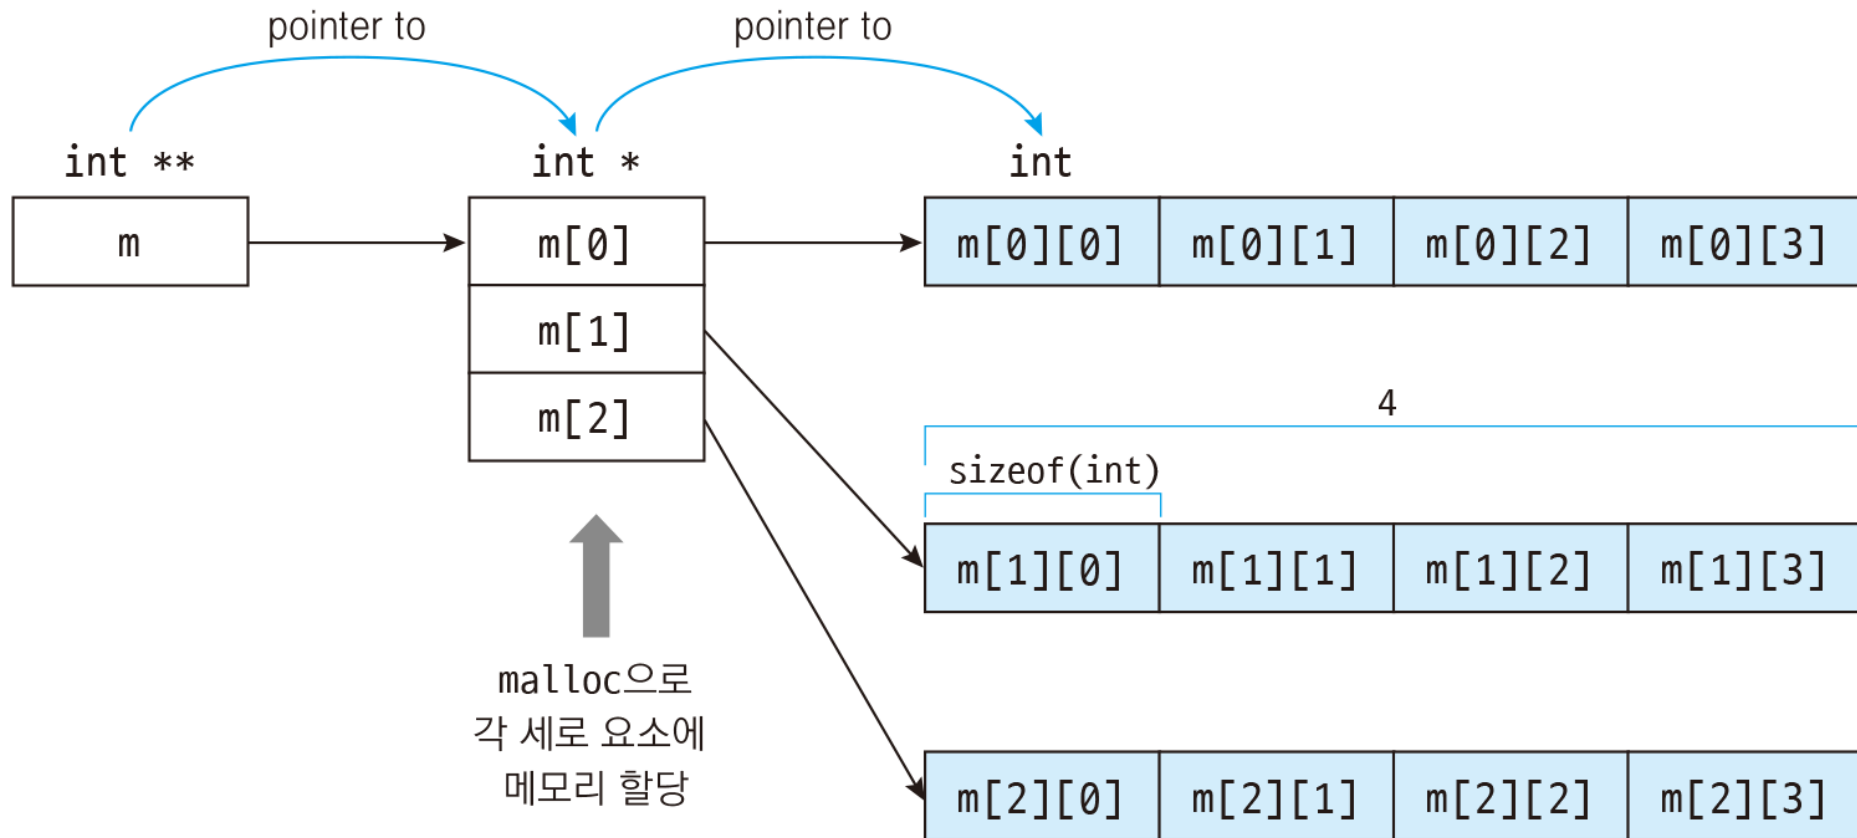 pointer to pointer to
int ** int * int
m m[0] m[0][0] m[0][1] m[0][2] m[0][3]
m[1]
4
m[2]
sizeof(int)
m[1][0] m[1][1] m[1][2] m[1][3]
malloc으로
각 세로 요소에
메모리 할당
m[2][0] m[2][1] m[2][2] m[2][3]